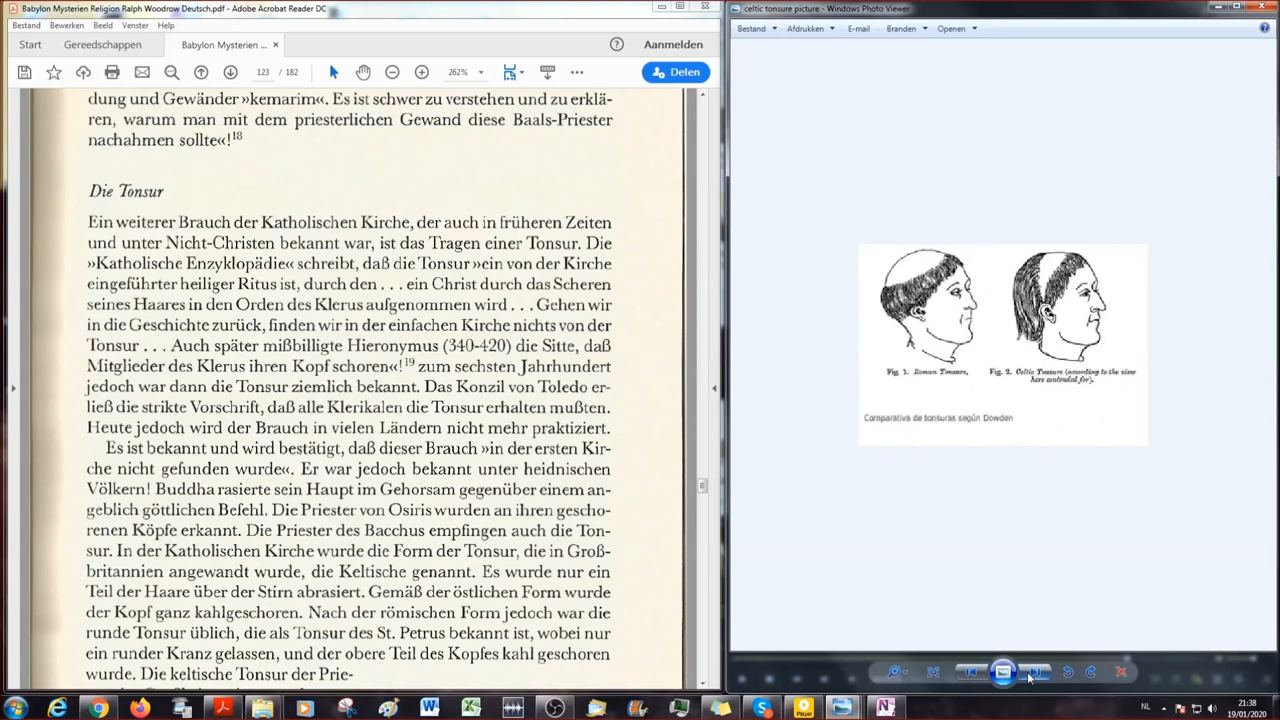 Babylon Mysterien Religion Ralph Woodrow Deutsch.pdf - Adobe Acrobat Reader DC
Bestand Bewerken Beeld Venster Help
Start Gereedschappen Babylon Mysterien ... × Aanmelden
123 / 182 262% Delen
dung und Gewänder »kemarim«. Es ist schwer zu verstehen und zu erklä-
ren, warum man mit dem priesterlichen Gewand diese Baals-Priester
nachahmen sollte«!18
Die Tonsur
Ein weiterer Brauch der Katholischen Kirche, der auch in früheren Zeiten
und unter Nicht-Christen bekannt war, ist das Tragen einer Tonsur. Die
»Katholische Enzyklopädie« schreibt, daß die Tonsur »ein von der Kirche
eingeführter heiliger Ritus ist, durch den . . . ein Christ durch das Scheren
seines Haares in den Orden des Klerus aufgenommen wird . . . Gehen wir
in die Geschichte zurück, finden wir in der einfachen Kirche nichts von der
Tonsur . . . Auch später mißbilligte Hieronymus (340-420) die Sitte, daß
Mitglieder des Klerus ihren Kopf schoren«!19 zum sechsten Jahrhundert
jedoch war dann die Tonsur ziemlich bekannt. Das Konzil von Toledo er-
ließ die strikte Vorschrift, daß alle Klerikalen die Tonsur erhalten mußten.
Heute jedoch wird der Brauch in vielen Ländern nicht mehr praktiziert.
Es ist bekannt und wird bestätigt, daß dieser Brauch »in der ersten Kir-
che nicht gefunden wurde«. Er war jedoch bekannt unter heidnischen
Völkern! Buddha rasierte sein Haupt im Gehorsam gegenüber einem an-
geblich göttlichen Befehl. Die Priester von Osiris wurden an ihren gescho-
renen Köpfe erkannt. Die Priester des Bacchus empfingen auch die Ton-
sur. In der Katholischen Kirche wurde die Form der Tonsur, die in Groß-
britannien angewandt wurde, die Keltische genannt. Es wurde nur ein
Teil der Haare über der Stirn abrasiert. Gemäß der östlichen Form wurde
der Kopf ganz kahlgeschoren. Nach der römischen Form jedoch war die
runde Tonsur üblich, die als Tonsur des St. Petrus bekannt ist, wobei nur
ein runder Kranz gelassen, und der obere Teil des Kopfes kahl geschoren
wurde. Die keltische Tonsur der Prie-
celtic tonsure picture - Windows Photo Viewer
Bestand Afdrukken E-mail Branden Openen
Fig. 1. Roman Tonsure.
Fig. 2. Celtic Tonsure (according to the view
here contended for).
Comparativa de tonsuras según Dowden
Player
NL
21:38
19/01/2020